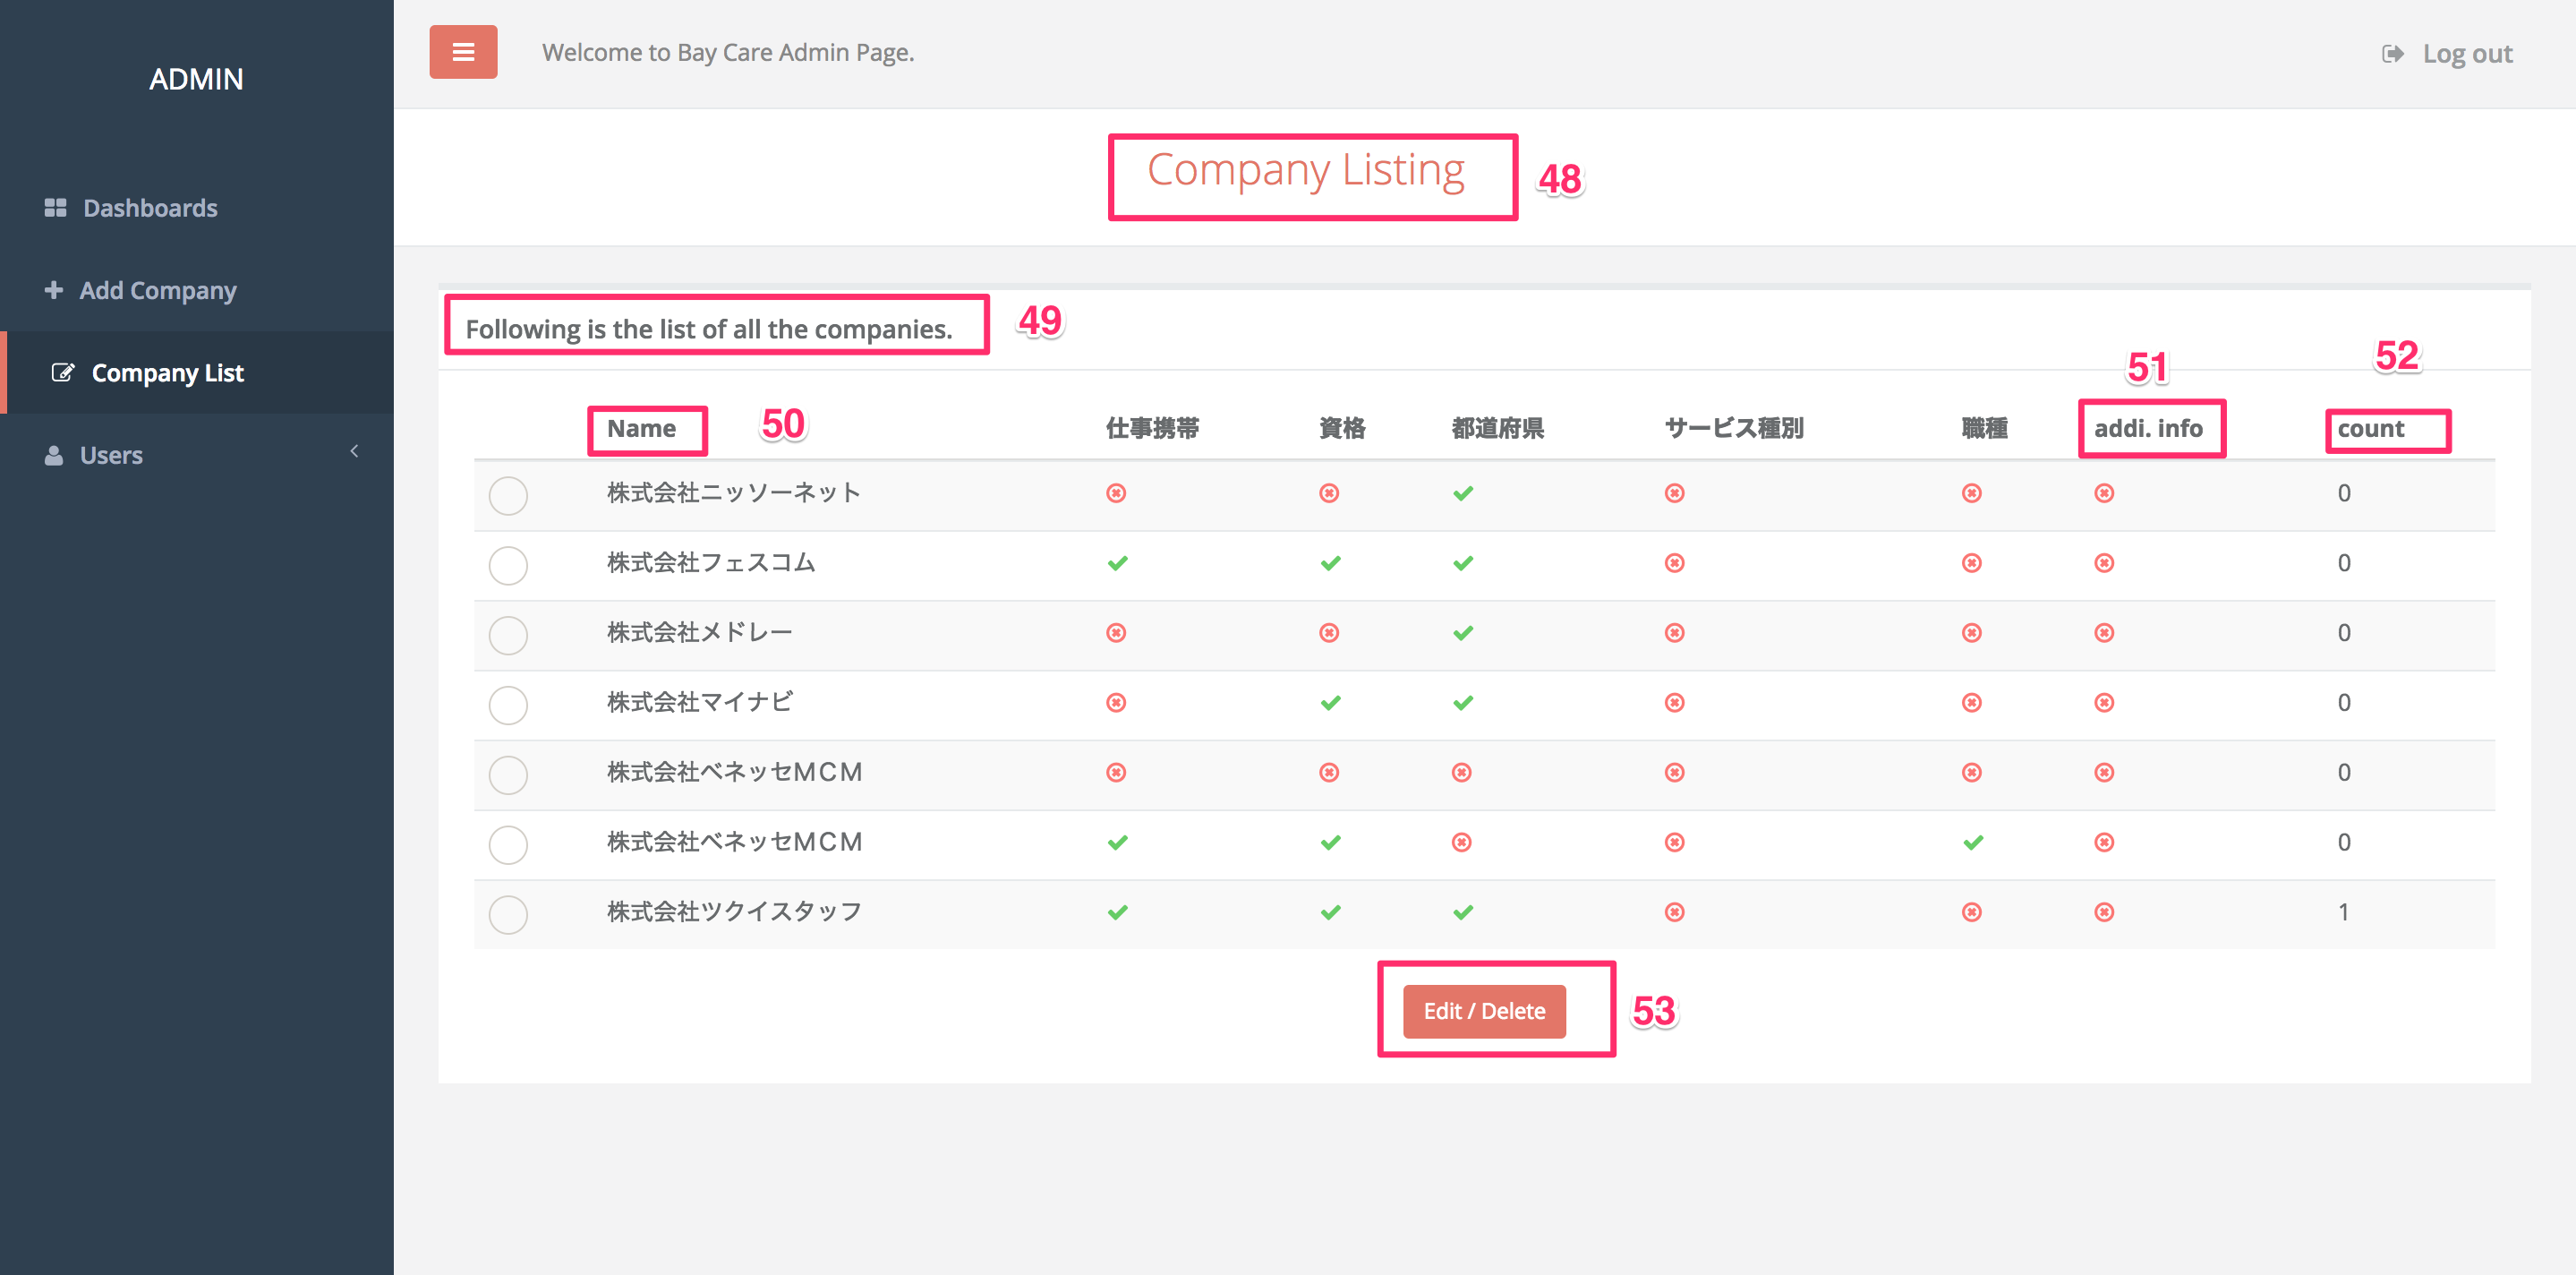 ADMIN
Dashboards
Add Company
Company List
Users
Welcome to Bay Care Admin Page.
Log out
Company Listing
48
Following is the list of all the companies.
49
50
51
52
Name 仕事携帯 資格 都道府県 サービス種別 職種 addi. info count
株式会社ニッソーネット 0
株式会社フェスコム 0
株式会社メドレー 0
株式会社マイナビ 0
株式会社ベネッセＭＣＭ 0
株式会社ベネッセＭＣＭ 0
株式会社ツクイスタッフ 1
Edit / Delete
53